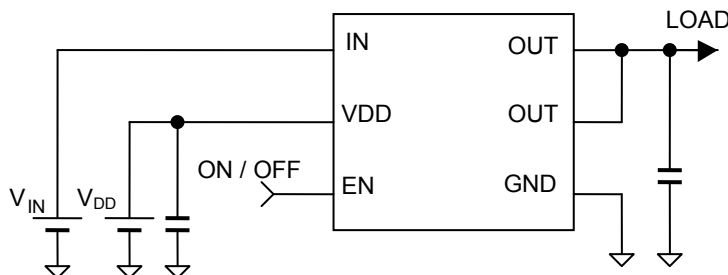 LOAD
IN
OUT
VDD
OUT
ON / OFF
EN
GND
V_IN
V_DD